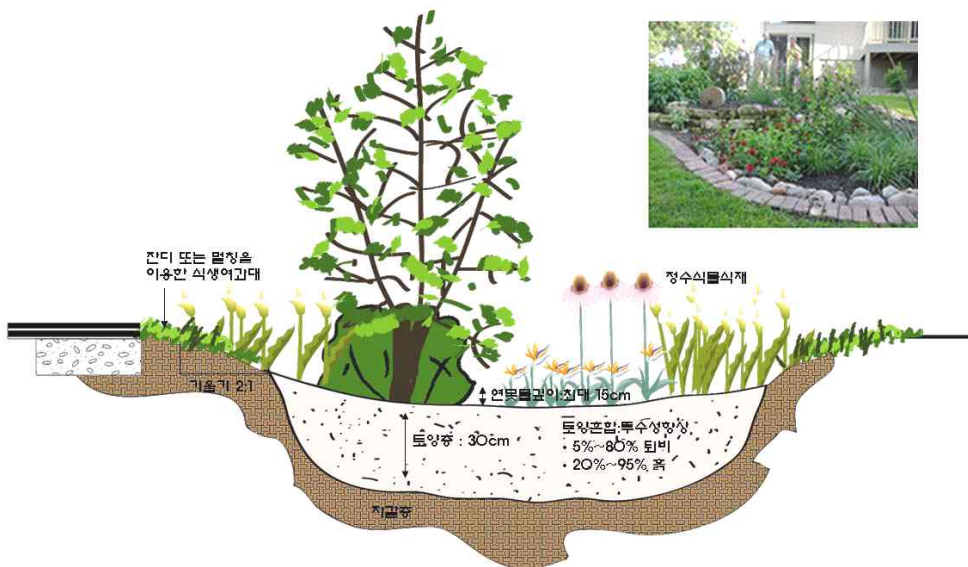 잔디 또는 멀칭을
이용한 식생여과대
정수식물식재
기울기 2:1
연못물깊이:최대 15cm
토양층 : 30cm
토양혼합:투수성향상
• 5%~80% 퇴비
• 20%~95% 흙
자갈층